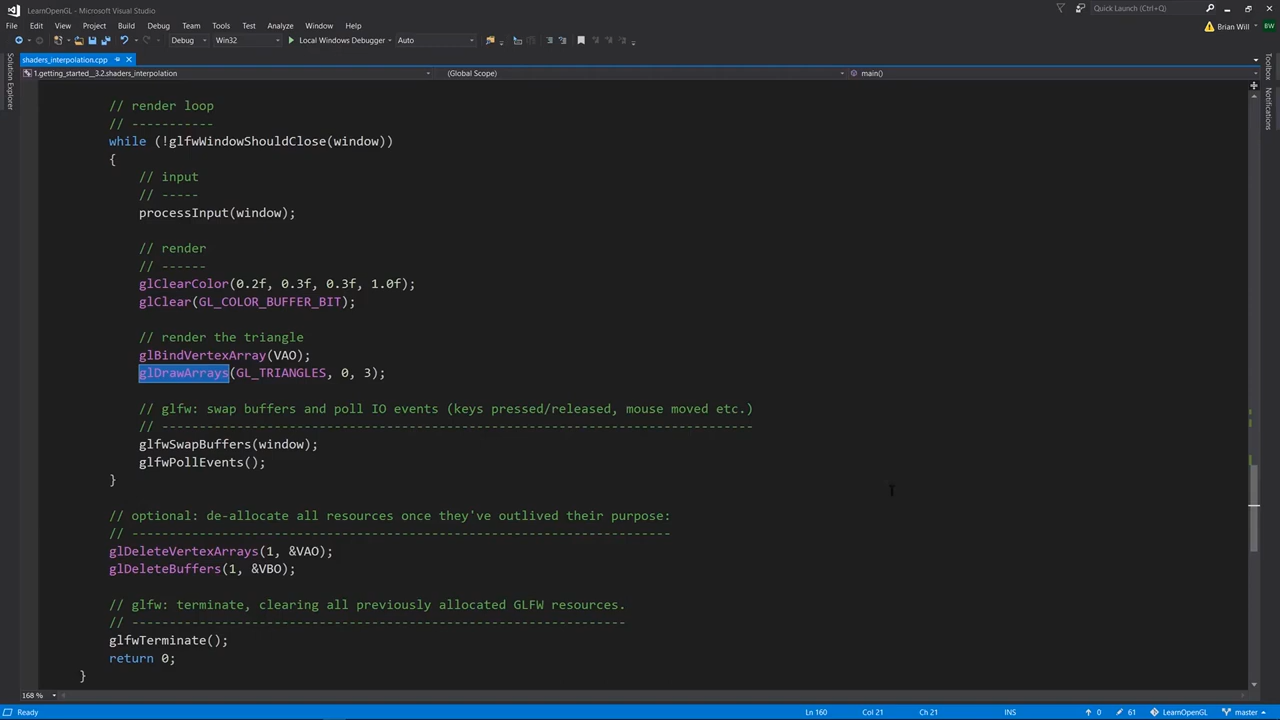 LearnOpenGL - Microsoft Visual Studio
Quick Launch (Ctrl+Q)
File Edit View Project Build Debug Team Tools Test Analyze Window Help
Brian Will BW
Debug Win32 Local Windows Debugger Auto
shaders_interpolation.cpp
1.getting_started__3.2.shaders_interpolation (Global Scope) main()
Solution Explorer
Toolbox
Notifications
// render loop
// -----------
while (!glfwWindowShouldClose(window))
{
// input
// -----
processInput(window);
// render
// ------
glClearColor(0.2f, 0.3f, 0.3f, 1.0f);
glClear(GL_COLOR_BUFFER_BIT);
// render the triangle
glBindVertexArray(VAO);
glDrawArrays(GL_TRIANGLES, 0, 3);
// glfw: swap buffers and poll IO events (keys pressed/released, mouse moved etc.)
// -------------------------------------------------------------------------------
glfwSwapBuffers(window);
glfwPollEvents();
}
// optional: de-allocate all resources once they've outlived their purpose:
// ------------------------------------------------------------------------
glDeleteVertexArrays(1, &VAO);
glDeleteBuffers(1, &VBO);
// glfw: terminate, clearing all previously allocated GLFW resources.
// ------------------------------------------------------------------
glfwTerminate();
return 0;
}
168 %
Ready Ln 160 Col 21 Ch 21 INS 0 61 LearnOpenGL master